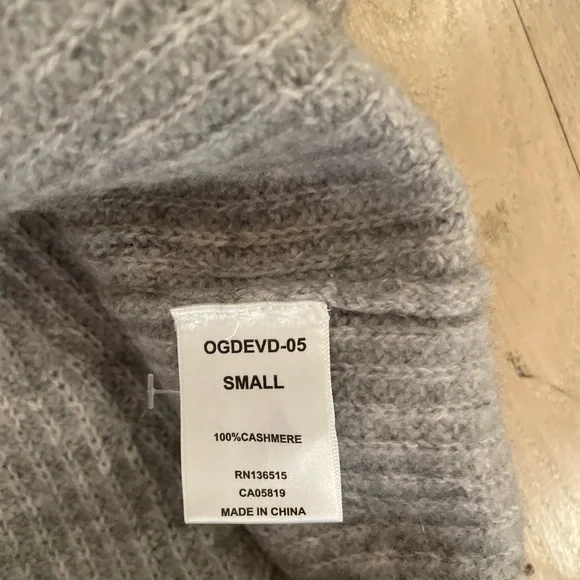 OGDEVD-05
SMALL
100%CASHMERE
RN136515
CA05819
MADE IN CHINA